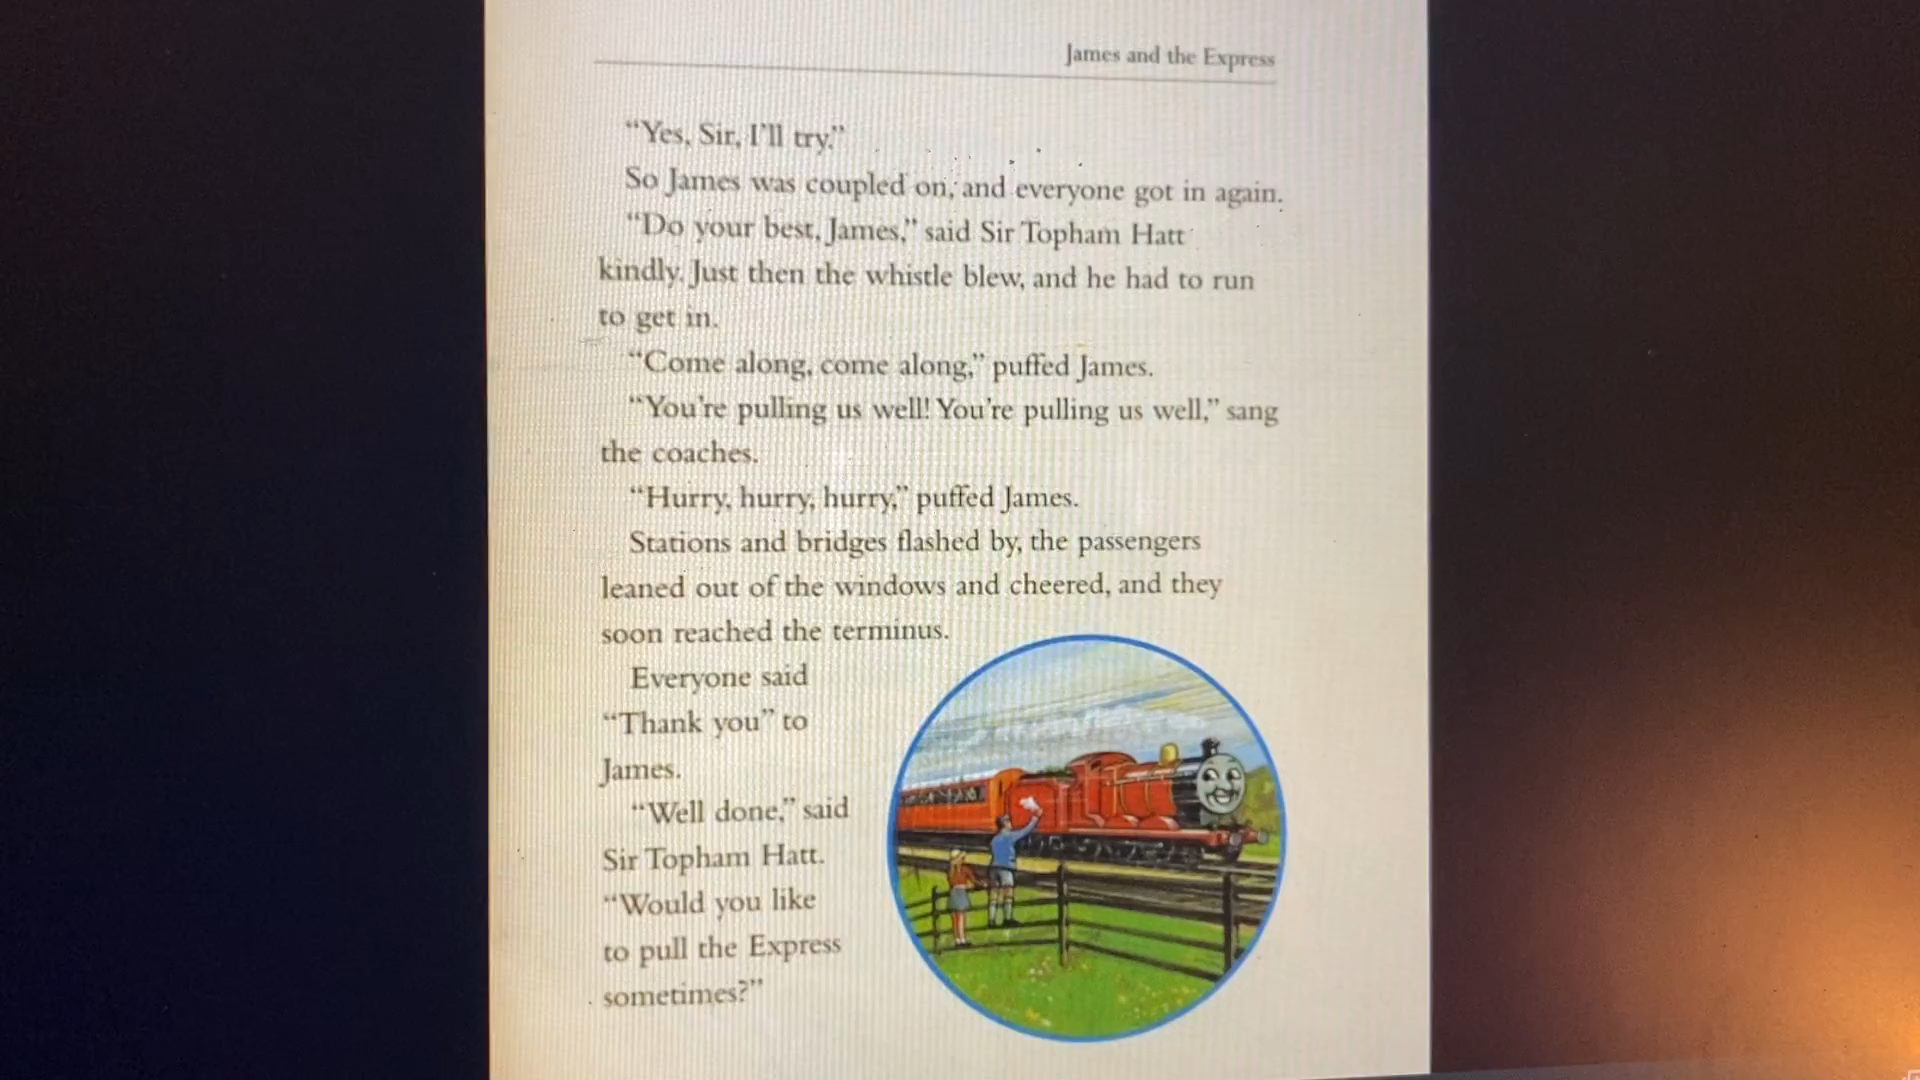 James and the Express
“Yes, Sir, I’ll try.”
So James was coupled on, and everyone got in again.
“Do your best, James,” said Sir Topham Hatt
kindly. Just then the whistle blew, and he had to run
to get in.
“Come along, come along,” puffed James.
“You’re pulling us well! You’re pulling us well,” sang
the coaches.
“Hurry, hurry, hurry,” puffed James.
Stations and bridges flashed by, the passengers
leaned out of the windows and cheered, and they
soon reached the terminus.
Everyone said
“Thank you” to
James.
“Well done,” said
Sir Topham Hatt.
“Would you like
to pull the Express
sometimes?”